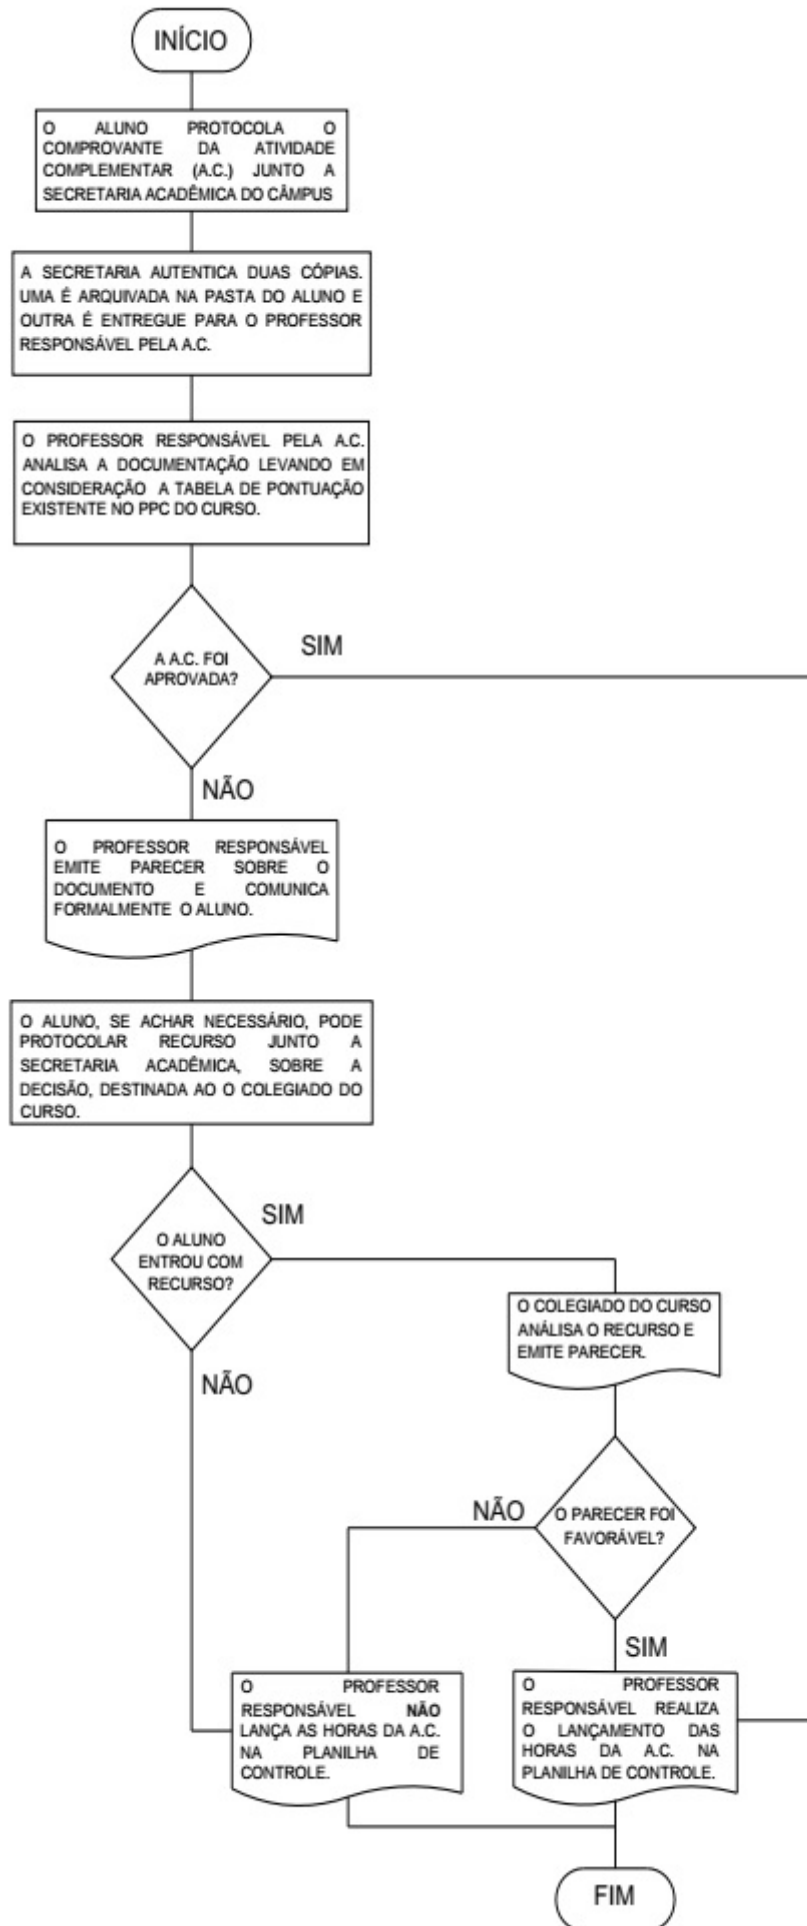 INÍCIO
O ALUNO PROTOCOLA O
COMPROVANTE DA ATIVIDADE
COMPLEMENTAR (A.C.) JUNTO A
SECRETARIA ACADÊMICA DO CÂMPUS
A SECRETARIA AUTENTICA DUAS CÓPIAS.
UMA É ARQUIVADA NA PASTA DO ALUNO E
OUTRA É ENTREGUE PARA O PROFESSOR
RESPONSÁVEL PELA A.C.
O PROFESSOR RESPONSÁVEL PELA A.C.
ANALISA A DOCUMENTAÇÃO LEVANDO EM
CONSIDERAÇÃO A TABELA DE PONTUAÇÃO
EXISTENTE NO PPC DO CURSO.
A A.C. FOI
APROVADA?
SIM
NÃO
O PROFESSOR RESPONSÁVEL
EMITE PARECER SOBRE O
DOCUMENTO E COMUNICA
FORMALMENTE O ALUNO.
O ALUNO, SE ACHAR NECESSÁRIO, PODE
PROTOCOLAR RECURSO JUNTO A
SECRETARIA ACADÊMICA, SOBRE A
DECISÃO, DESTINADA AO O COLEGIADO DO
CURSO.
O ALUNO
ENTROU COM
RECURSO?
SIM
NÃO
O COLEGIADO DO CURSO
ANÁLISA O RECURSO E
EMITE PARECER.
O PARECER FOI
FAVORÁVEL?
NÃO
SIM
O PROFESSOR
RESPONSÁVEL NÃO
LANÇA AS HORAS DA A.C.
NA PLANILHA DE
CONTROLE.
O PROFESSOR
RESPONSÁVEL REALIZA
O LANÇAMENTO DAS
HORAS DA A.C. NA
PLANILHA DE CONTROLE.
FIM